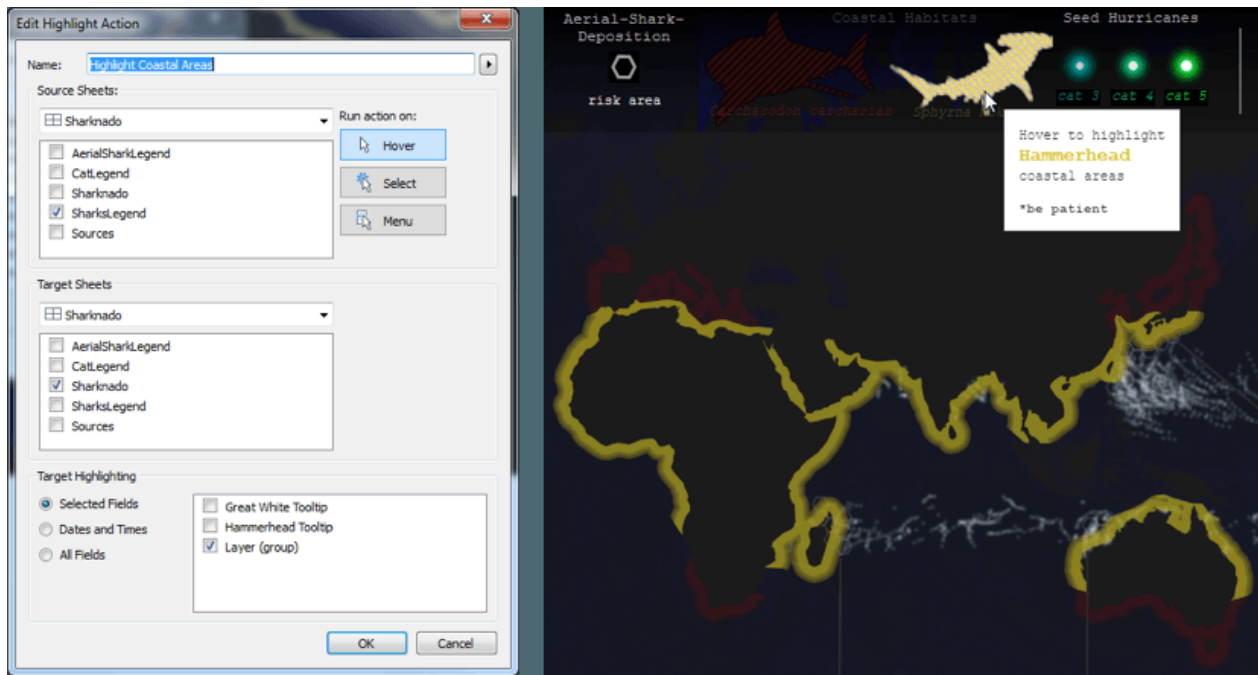 Edit Highlight Action
Name: Highlight Coastal Areas
Source Sheets:
Sharknado
AerialSharkLegend
CatLegend
Sharknado
SharksLegend
Sources
Run action on:
Hover
Select
Menu
Target Sheets
Sharknado
AerialSharkLegend
CatLegend
Sharknado
SharksLegend
Sources
Target Highlighting
Selected Fields
Dates and Times
All Fields
Great White Tooltip
Hammerhead Tooltip
Layer (group)
OK
Cancel
Aerial-Shark-
Deposition
risk area
Coastal Habitats
Carcharodon carcharias
Sphyrna
Seed Hurricanes
cat 3 cat 4 cat 5
Hover to highlight
Hammerhead
coastal areas
*be patient